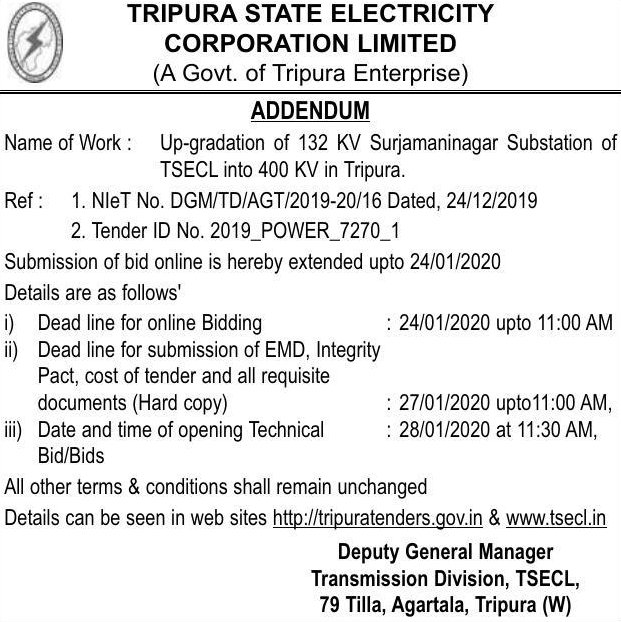 TRIPURA STATE ELECTRICITY
CORPORATION LIMITED
(A Govt. of Tripura Enterprise)
ADDENDUM
Name of Work : Up-gradation of 132 KV Surjamaninagar Substation of
TSECL into 400 KV in Tripura.
Ref : 1. NIeT No. DGM/TD/AGT/2019-20/16 Dated, 24/12/2019
2. Tender ID No. 2019_POWER_7270_1
Submission of bid online is hereby extended upto 24/01/2020
Details are as follows'
i) Dead line for online Bidding : 24/01/2020 upto 11:00 AM
ii) Dead line for submission of EMD, Integrity
Pact, cost of tender and all requisite
documents (Hard copy) : 27/01/2020 upto11:00 AM,
iii) Date and time of opening Technical : 28/01/2020 at 11:30 AM,
Bid/Bids
All other terms & conditions shall remain unchanged
Details can be seen in web sites http://tripuratenders.gov.in & www.tsecl.in
Deputy General Manager
Transmission Division, TSECL,
79 Tilla, Agartala, Tripura (W)